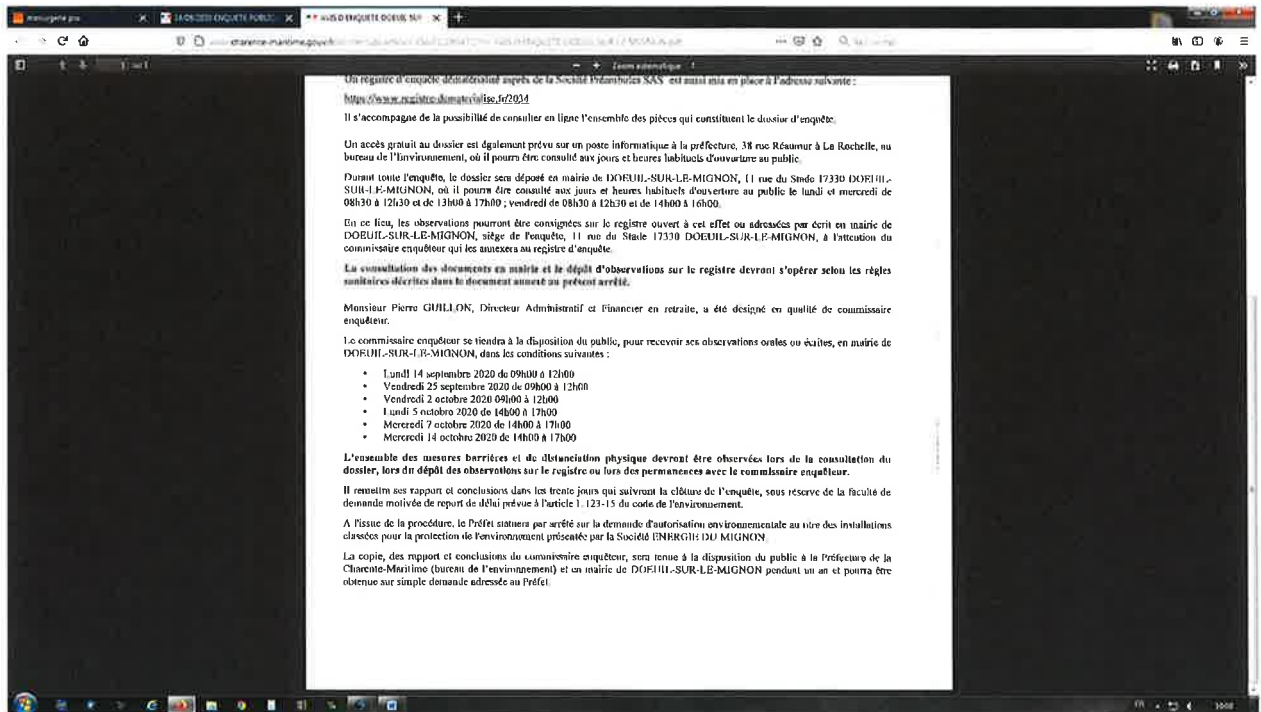 messagerie pro
AVIS D ENQUETE DOEUIL SUR
charente-maritime.gouv.fr
Zoom automatique
Un registre d'enquête dématérialisé auprès de la Société Préambules SAS est aussi mis en place à l'adresse suivante :
https://www.registre-dematerialise.fr/2034
Il s'accompagne de la possibilité de consulter en ligne l'ensemble des pièces qui constituent le dossier d'enquête.
Un accès gratuit au dossier est également prévu sur un poste informatique à la préfecture, 38 rue Réaumur à La Rochelle, au
bureau de l'Environnement, où il pourra être consulté aux jours et heures habituels d'ouverture au public.
Durant toute l'enquête, le dossier sera déposé en mairie de DOEUIL-SUR-LE-MIGNON, 11 rue du Stade 17330 DOEUIL-
SUR-LE-MIGNON, où il pourra être consulté aux jours et heures habituels d'ouverture au public le lundi et mercredi de
08h30 à 12h30 et de 13h00 à 17h00 ; vendredi de 08h30 à 12h30 et de 14h00 à 16h00.
En ce lieu, les observations pourront être consignées sur le registre ouvert à cet effet ou adressées par écrit en mairie de
DOEUIL-SUR-LE-MIGNON, siège de l'enquête, 11 rue du Stade 17330 DOEUIL-SUR-LE-MIGNON, à l'attention du
commissaire enquêteur qui les annexera au registre d'enquête.
La consultation des documents en mairie et le dépôt d'observations sur le registre devront s'opérer selon les règles
sanitaires décrites dans le document annexé au présent arrêté.
Monsieur Pierre GUILLON, Directeur Administratif et Financier en retraite, a été désigné en qualité de commissaire
enquêteur.
Le commissaire enquêteur se tiendra à la disposition du public, pour recevoir ses observations orales ou écrites, en mairie de
DOEUIL-SUR-LE-MIGNON, dans les conditions suivantes :
• Lundi 14 septembre 2020 de 09h00 à 12h00
• Vendredi 25 septembre 2020 de 09h00 à 12h00
• Vendredi 2 octobre 2020 09h00 à 12h00
• Lundi 5 octobre 2020 de 14h00 à 17h00
• Mercredi 7 octobre 2020 de 14h00 à 17h00
• Mercredi 14 octobre 2020 de 14h00 à 17h00
L'ensemble des mesures barrières et de distanciation physique devront être observées lors de la consultation du
dossier, lors du dépôt des observations sur le registre ou lors des permanences avec le commissaire enquêteur.
Il remettra ses rapport et conclusions dans les trente jours qui suivront la clôture de l'enquête, sous réserve de la faculté de
demande motivée de report de délai prévue à l'article L.123-15 du code de l'environnement.
A l'issue de la procédure, le Préfet statuera par arrêté sur la demande d'autorisation environnementale au titre des installations
classées pour la protection de l'environnement présentée par la Société ENERGIE DU MIGNON.
La copie, des rapport et conclusions du commissaire enquêteur, sera tenue à la disposition du public à la Préfecture de la
Charente-Maritime (bureau de l'environnement) et en mairie de DOEUIL-SUR-LE-MIGNON pendant un an et pourra être
obtenue sur simple demande adressée au Préfet.
FR